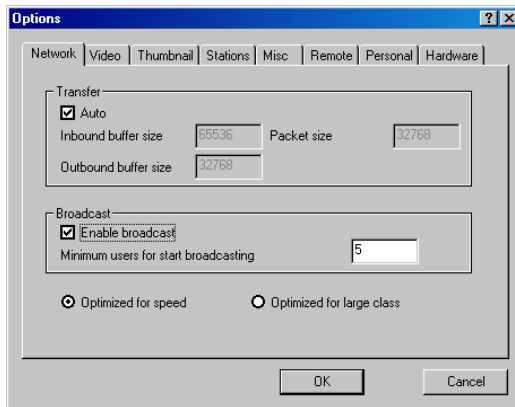 Options
Network Video Thumbnail Stations Misc Remote Personal Hardware
Transfer
Auto
Inbound buffer size 65536 Packet size 32768
Outbound buffer size 32768
Broadcast
Enable broadcast
Minimum users for start broadcasting 5
Optimized for speed Optimized for large class
OK Cancel